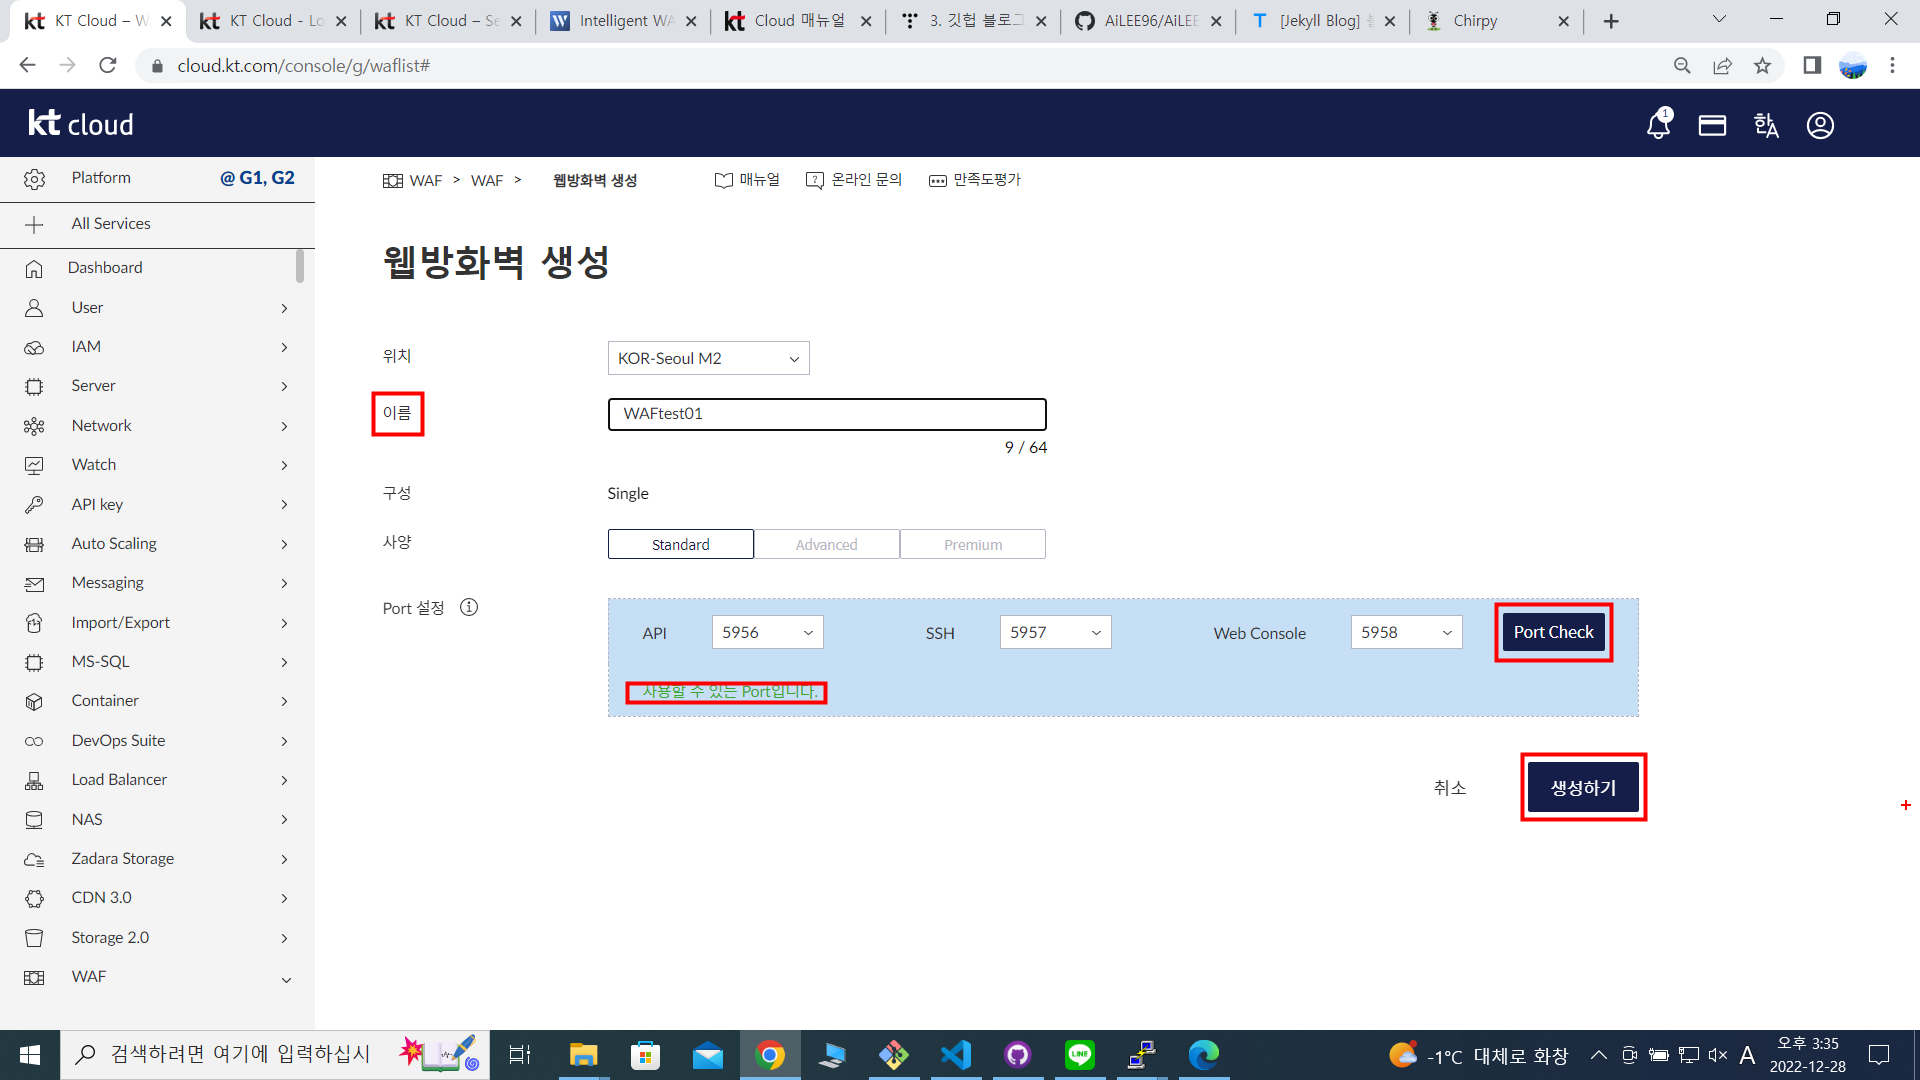 KT Cloud – W
KT Cloud - Lo
KT Cloud – Se
Intelligent WA
Cloud 매뉴얼
3. 깃헙 블로그
AiLEE96/AiLEE
[Jekyll Blog]
Chirpy
cloud.kt.com/console/g/waflist#
kt cloud
1
한A
Platform @ G1, G2
All Services
Dashboard
User
IAM
Server
Network
Watch
API key
Auto Scaling
Messaging
Import/Export
MS-SQL
Container
DevOps Suite
Load Balancer
NAS
Zadara Storage
CDN 3.0
Storage 2.0
WAF
WAF > WAF > 웹방화벽 생성
매뉴얼
온라인 문의
만족도평가
웹방화벽 생성
위치 KOR-Seoul M2
이름 WAFtest01
9 / 64
구성 Single
사양 Standard Advanced Premium
Port 설정
API 5956 SSH 5957 Web Console 5958 Port Check
사용할 수 있는 Port입니다.
취소 생성하기
검색하려면 여기에 입력하십시
LINE
-1°C 대체로 화창
A
오후 3:35
2022-12-28